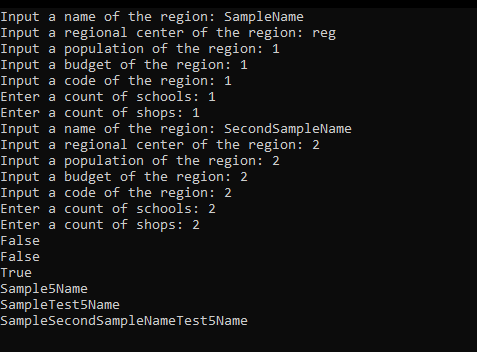 Input a name of the region: SampleName
Input a regional center of the region: reg
Input a population of the region: 1
Input a budget of the region: 1
Input a code of the region: 1
Enter a count of schools: 1
Enter a count of shops: 1
Input a name of the region: SecondSampleName
Input a regional center of the region: 2
Input a population of the region: 2
Input a budget of the region: 2
Input a code of the region: 2
Enter a count of schools: 2
Enter a count of shops: 2
False
False
True
Sample5Name
SampleTest5Name
SampleSecondSampleNameTest5Name